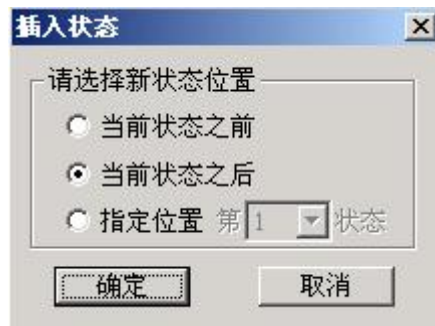 插入状态
请选择新状态位置
当前状态之前
当前状态之后
指定位置 第 1 状态
确定 取消